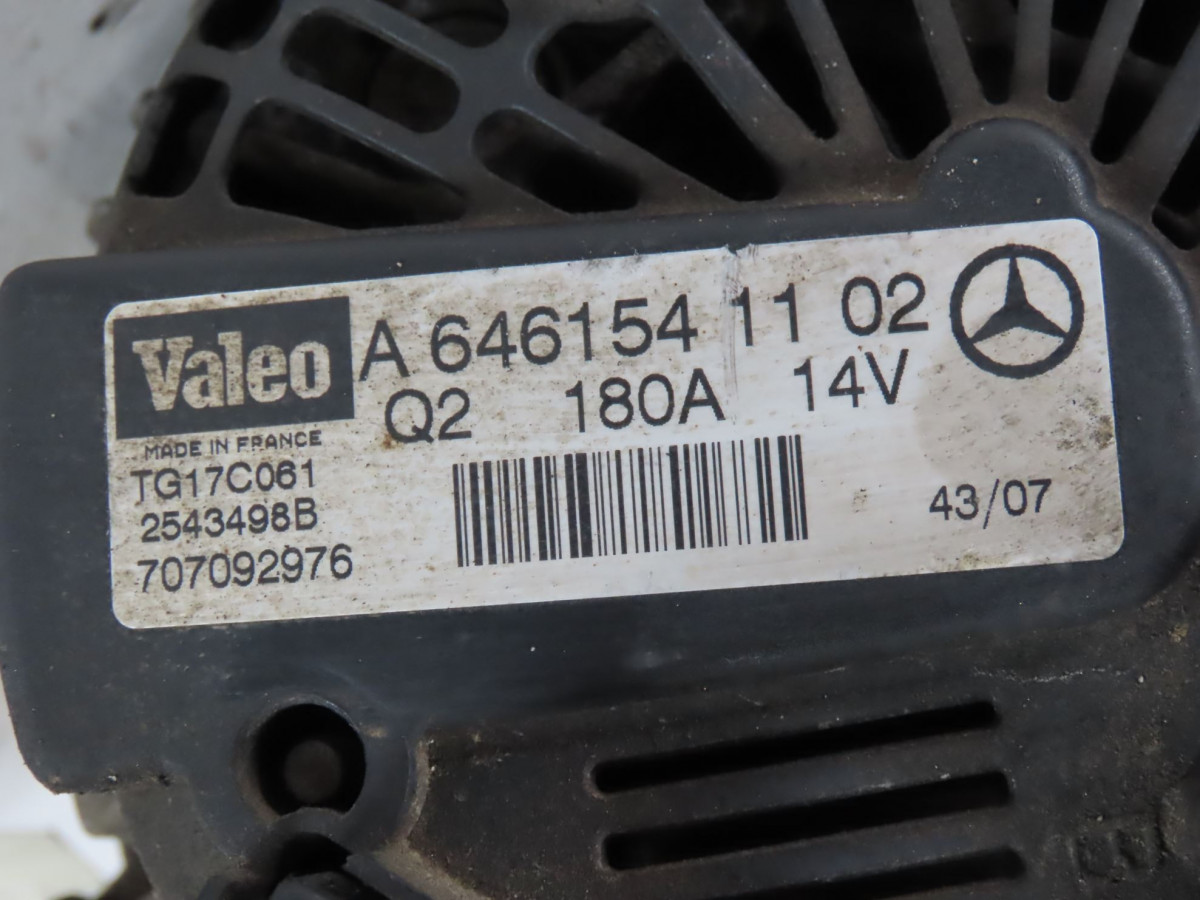 Valeo
MADE IN FRANCE
A 646154 11 02
Q2 180A 14V
TG17C061
2543498B
707092976
43/07